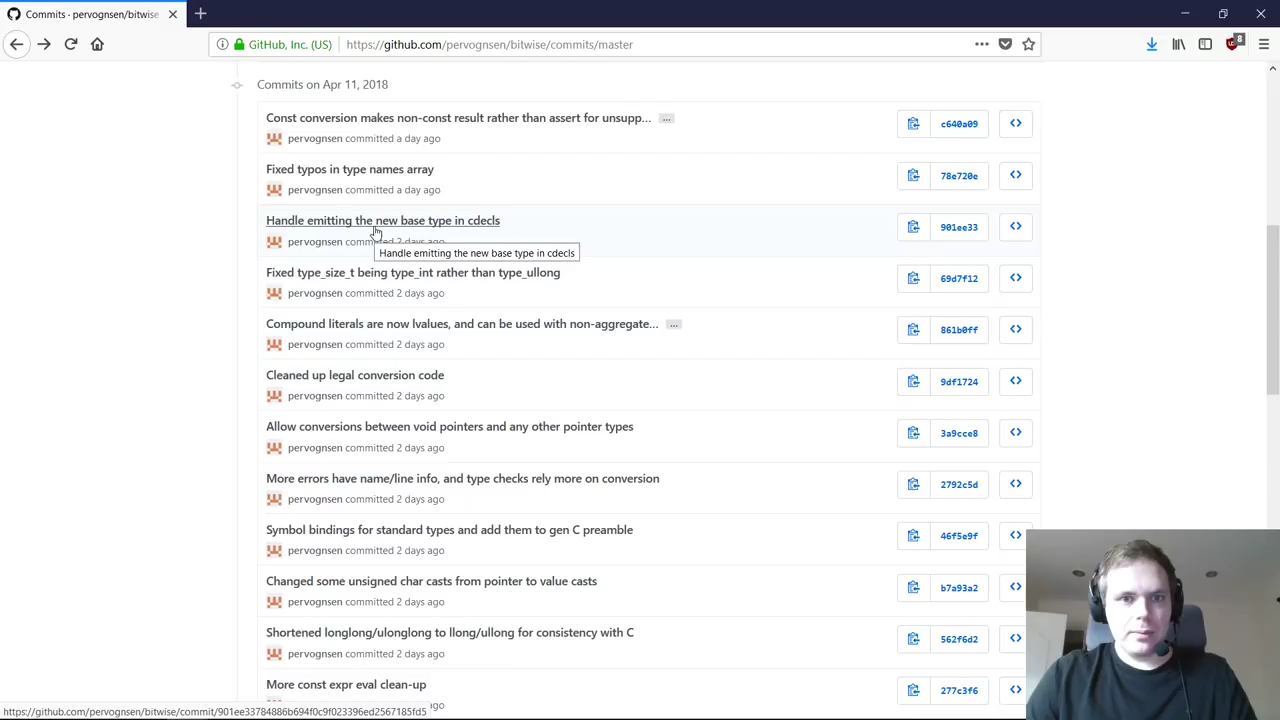 Commits · pervognsen/bitwise
GitHub, Inc. (US)
https://github.com/pervognsen/bitwise/commits/master
8
Commits on Apr 11, 2018
Const conversion makes non-const result rather than assert for unsupp… …
pervognsen committed a day ago
c640a09
Fixed typos in type names array
pervognsen committed a day ago
78e720e
Handle emitting the new base type in cdecls
pervognsen committed 2 days ago
901ee33
Handle emitting the new base type in cdecls
Fixed type_size_t being type_int rather than type_ullong
pervognsen committed 2 days ago
69d7f12
Compound literals are now lvalues, and can be used with non-aggregate… …
pervognsen committed 2 days ago
861b0ff
Cleaned up legal conversion code
pervognsen committed 2 days ago
9df1724
Allow conversions between void pointers and any other pointer types
pervognsen committed 2 days ago
3a9cce8
More errors have name/line info, and type checks rely more on conversion
pervognsen committed 2 days ago
2792c5d
Symbol bindings for standard types and add them to gen C preamble
pervognsen committed 2 days ago
46f5e9f
Changed some unsigned char casts from pointer to value casts
pervognsen committed 2 days ago
b7a93a2
Shortened longlong/ulonglong to llong/ullong for consistency with C
pervognsen committed 2 days ago
562f6d2
More const expr eval clean-up
277c3f6
ago
https://github.com/pervognsen/bitwise/commit/901ee33784886b694f0c9f023396ed2567185fd5